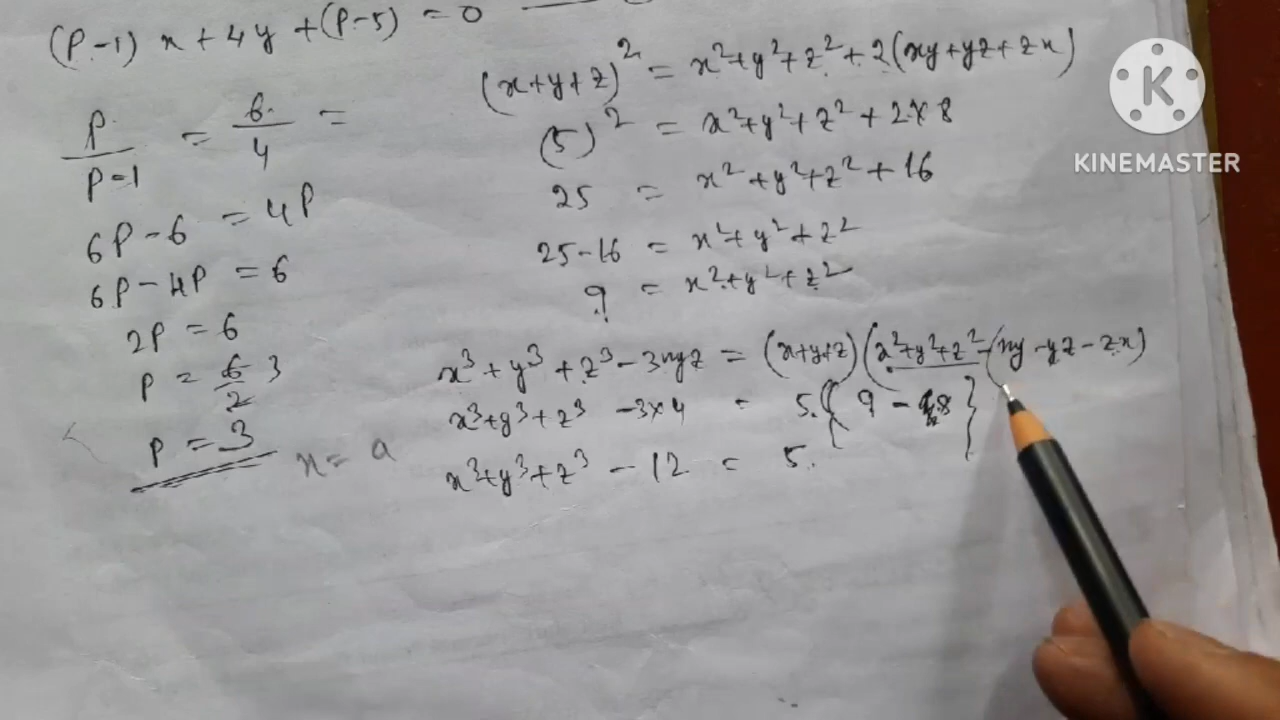 (P-1) x + 4y + (P-5) = 0
P/P-1 = 6/4 =
6P - 6 = 4P
6P - 4P = 6
2P = 6
P = 6/2 3
P = 3
x = a
(x+y+z)² = x²+y²+z²+2(xy+yz+zx)
(5)² = x²+y²+z²+2×8
25 = x²+y²+z²+16
25-16 = x²+y²+z²
9 = x²+y²+z²
x³+y³+z³-3xyz = (x+y+z)(x²+y²+z²-(xy-yz-zx)
x³+y³+z³ -3×4 = 5.{9-8}
x³+y³+z³ - 12 = 5.
K
KINEMASTER